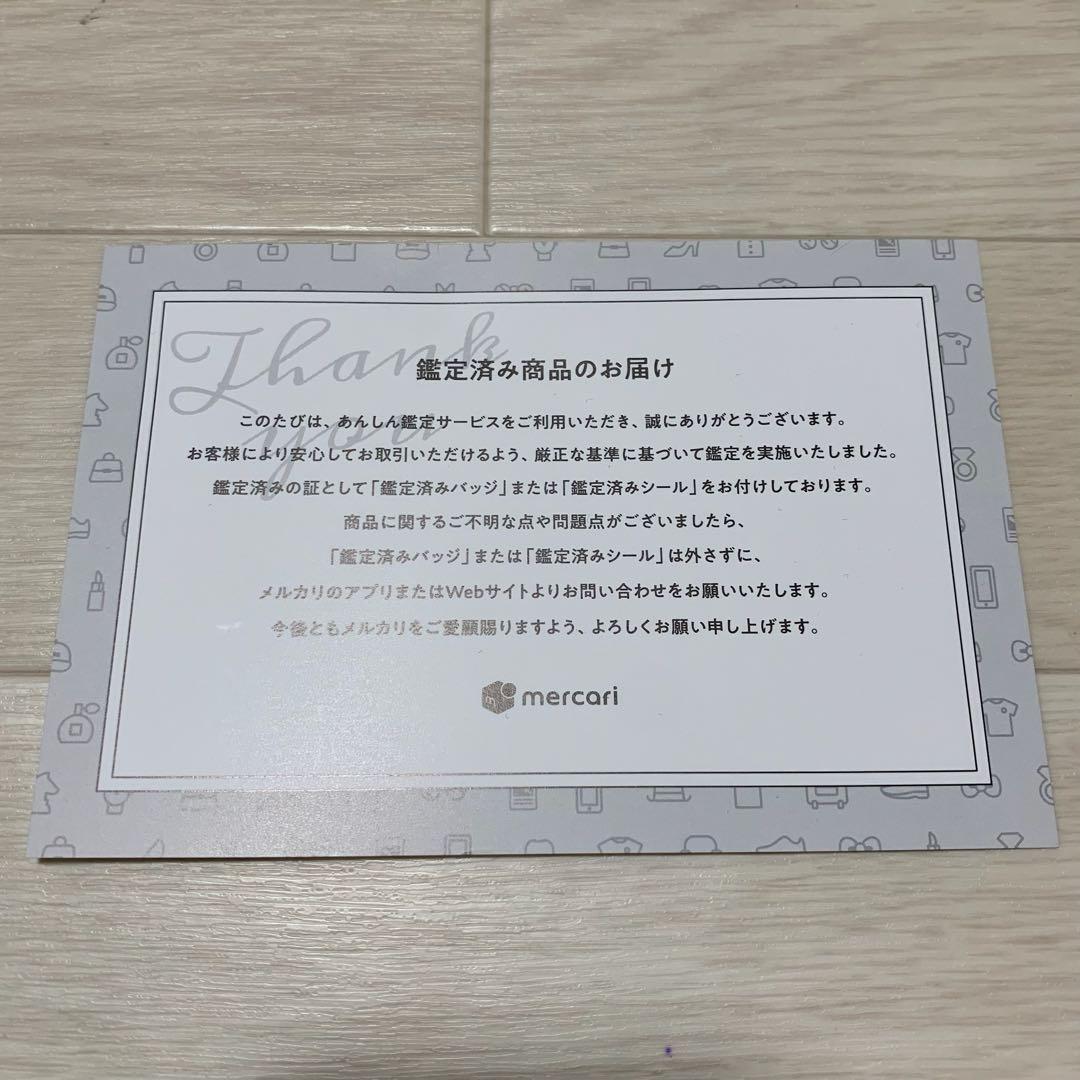 Thank you
鑑定済み商品のお届け
このたびは、あんしん鑑定サービスをご利用いただき、誠にありがとうございます。
お客様により安心してお取引いただけるよう、厳正な基準に基づいて鑑定を実施いたしました。
鑑定済みの証として「鑑定済みバッジ」または「鑑定済みシール」をお付けしております。
商品に関するご不明な点や問題点がございましたら、
「鑑定済みバッジ」または「鑑定済みシール」は外さずに、
メルカリのアプリまたはWebサイトよりお問い合わせをお願いいたします。
今後ともメルカリをご愛顧賜りますよう、よろしくお願い申し上げます。
mercari